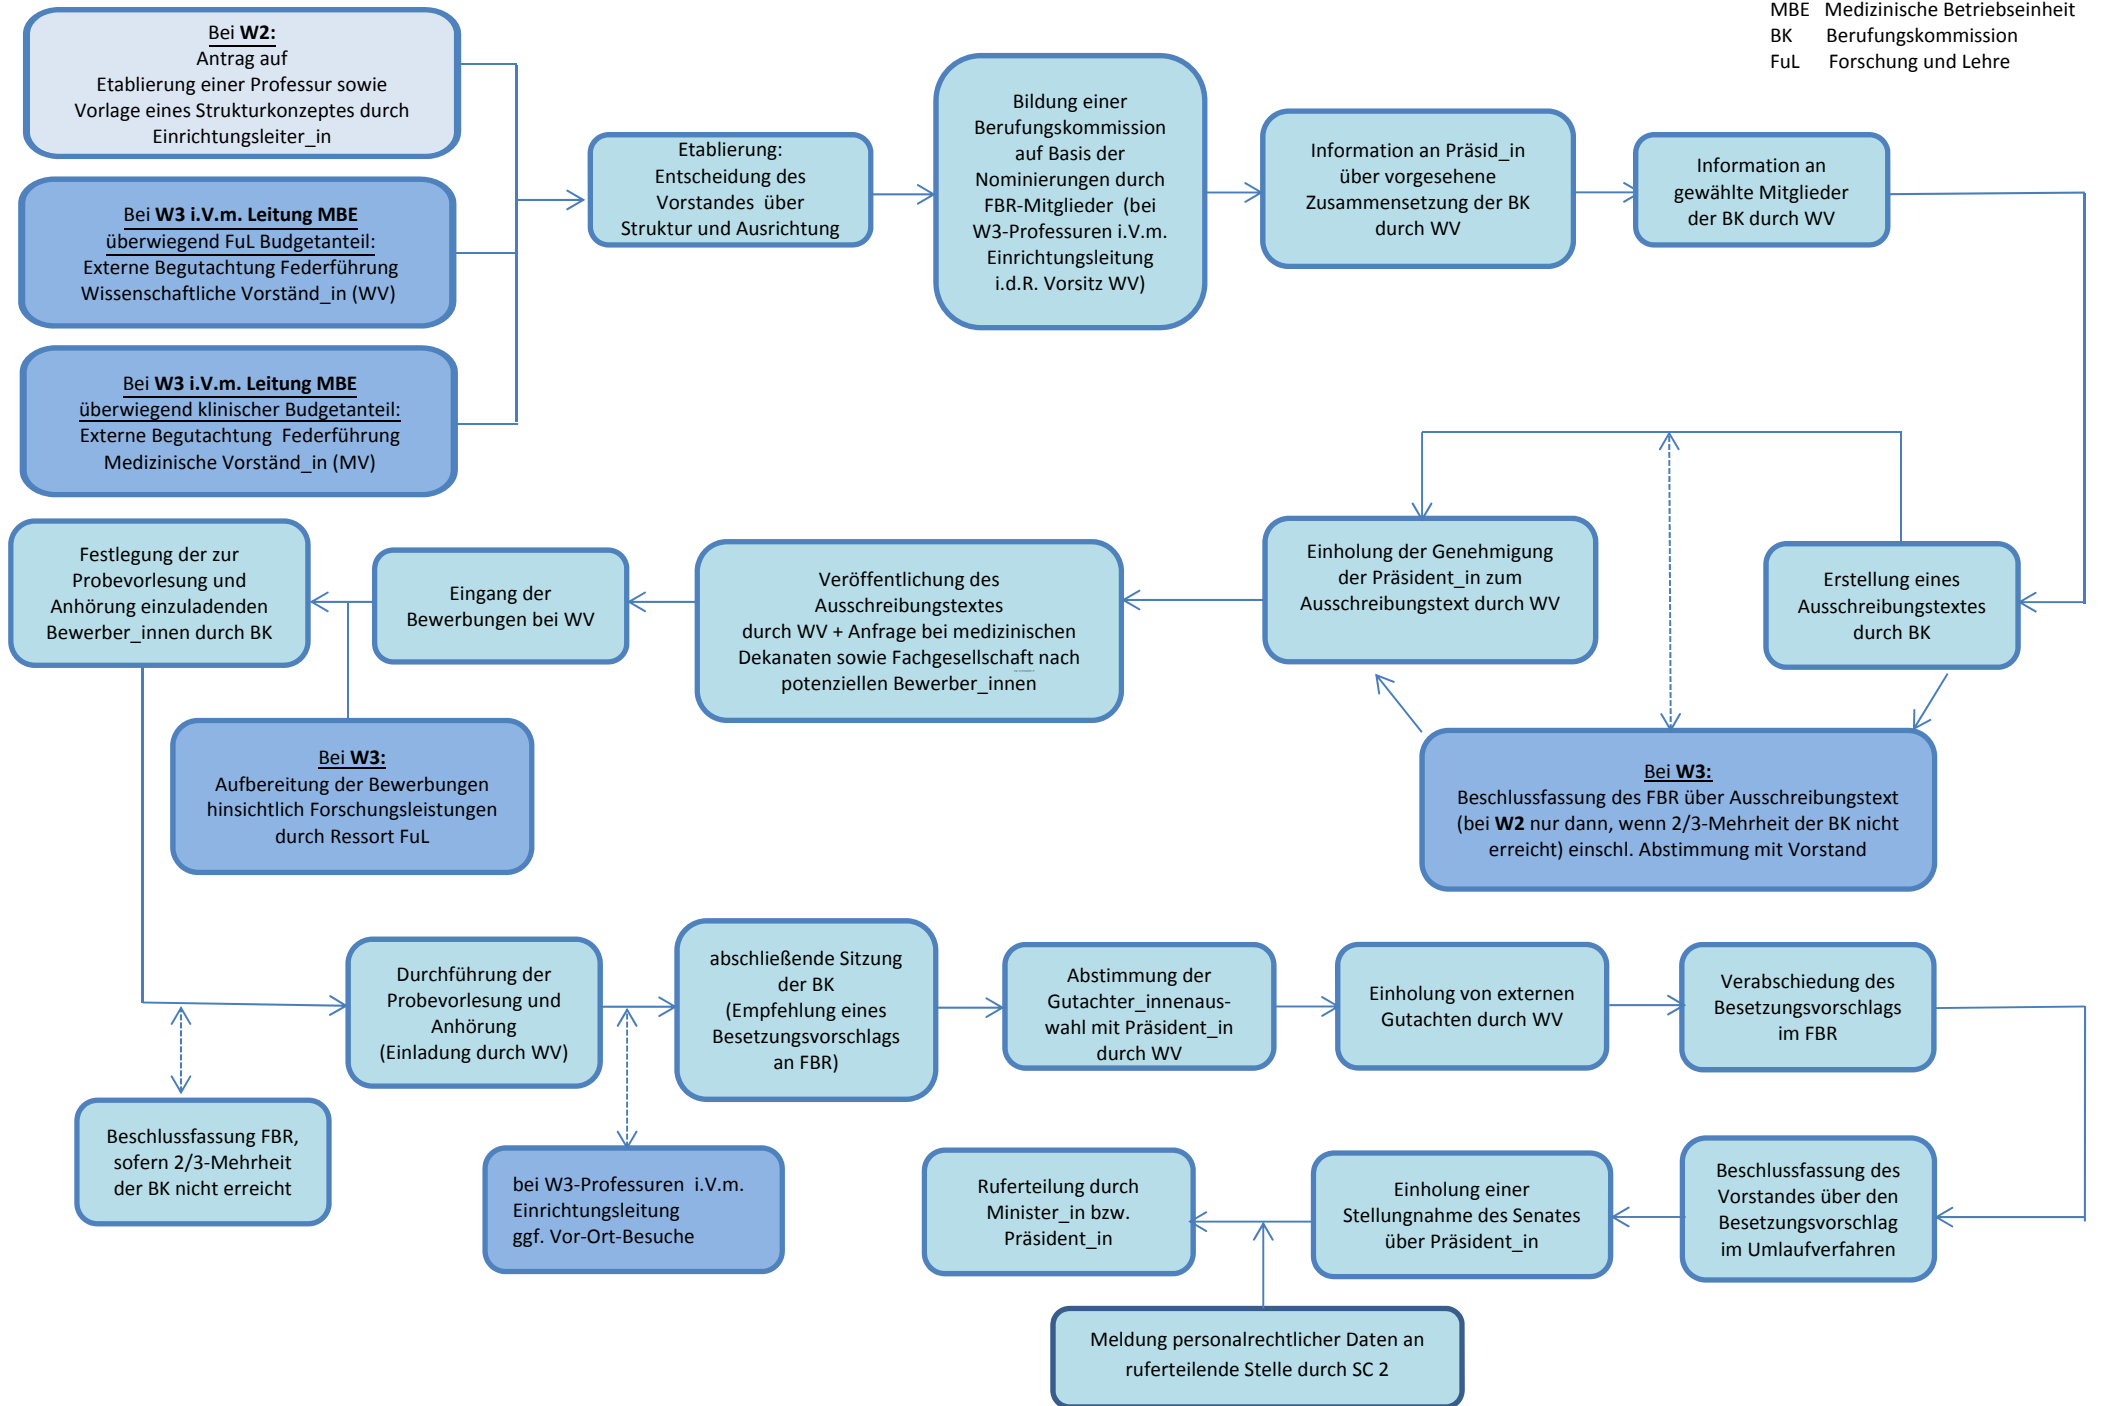 MBE Medizinische Betriebseinheit
BK Berufungskommission
FuL Forschung und Lehre
Bei W2:
Antrag auf
Etablierung einer Professur sowie
Vorlage eines Strukturkonzeptes durch
Einrichtungsleiter_in
Bei W3 i.V.m. Leitung MBE
überwiegend FuL Budgetanteil:
Externe Begutachtung Federführung
Wissenschaftliche Vorständ_in (WV)
Bei W3 i.V.m. Leitung MBE
überwiegend klinischer Budgetanteil:
Externe Begutachtung Federführung
Medizinische Vorständ_in (MV)
Etablierung:
Entscheidung des
Vorstandes über
Struktur und Ausrichtung
Bildung einer
Berufungskommission
auf Basis der
Nominierungen durch
FBR-Mitglieder (bei
W3-Professuren i.V.m.
Einrichtungsleitung
i.d.R. Vorsitz WV)
Information an Präsid_in
über vorgesehene
Zusammensetzung der BK
durch WV
Information an
gewählte Mitglieder
der BK durch WV
Erstellung eines
Ausschreibungstextes
durch BK
Bei W3:
Beschlussfassung des FBR über Ausschreibungstext
(bei W2 nur dann, wenn 2/3-Mehrheit der BK nicht
erreicht) einschl. Abstimmung mit Vorstand
Einholung der Genehmigung
der Präsident_in zum
Ausschreibungstext durch WV
Veröffentlichung des
Ausschreibungstextes
durch WV + Anfrage bei medizinischen
Dekanaten sowie Fachgesellschaft nach
potenziellen Bewerber_innen
Eingang der
Bewerbungen bei WV
Bei W3:
Aufbereitung der Bewerbungen
hinsichtlich Forschungsleistungen
durch Ressort FuL
Festlegung der zur
Probevorlesung und
Anhörung einzuladenden
Bewerber_innen durch BK
Beschlussfassung FBR,
sofern 2/3-Mehrheit
der BK nicht erreicht
Durchführung der
Probevorlesung und
Anhörung
(Einladung durch WV)
bei W3-Professuren i.V.m.
Einrichtungsleitung
ggf. Vor-Ort-Besuche
abschließende Sitzung
der BK
(Empfehlung eines
Besetzungsvorschlags
an FBR)
Abstimmung der
Gutachter_innenaus-
wahl mit Präsident_in
durch WV
Einholung von externen
Gutachten durch WV
Verabschiedung des
Besetzungsvorschlags
im FBR
Beschlussfassung des
Vorstandes über den
Besetzungsvorschlag
im Umlaufverfahren
Einholung einer
Stellungnahme des Senates
über Präsident_in
Ruferteilung durch
Minister_in bzw.
Präsident_in
Meldung personalrechtlicher Daten an
ruferteilende Stelle durch SC 2